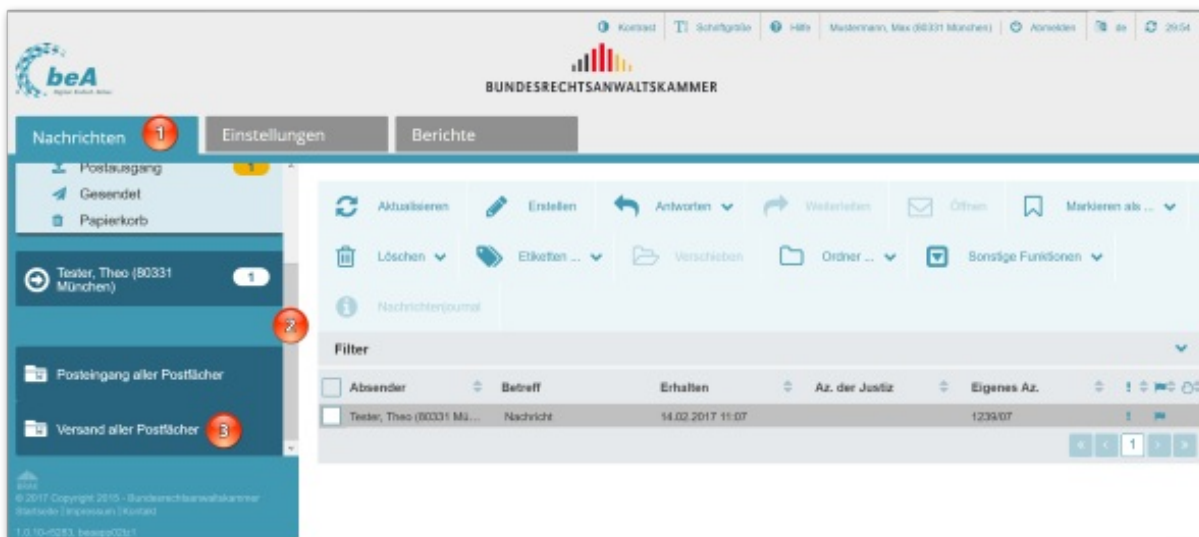 Kontrast Schriftgröße Hilfe Mustermann, Max (80331 München) Abmelden de 29:54
beA
BUNDESRECHTSANWALTSKAMMER
Nachrichten 1 Einstellungen Berichte
Postausgang 1
Gesendet
Papierkorb
Aktualisieren Erstellen Antworten Weiterleiten Öffnen Markieren als ...
Löschen Etiketten ... Verschieben Ordner ... Sonstige Funktionen
Tester, Theo (80331 München) 1
Nachrichtenjournal
2
Filter
Posteingang aller Postfächer
Absender Betreff Erhalten Az. der Justiz Eigenes Az.
Tester, Theo (80331 Mü... Nachricht 14.02.2017 11:07 1239/07
Versand aller Postfächer 3
« < 1 > »
© 2017 Copyright 2015 - Bundesrechtsanwaltskammer
Startseite | Impressum | Kontakt